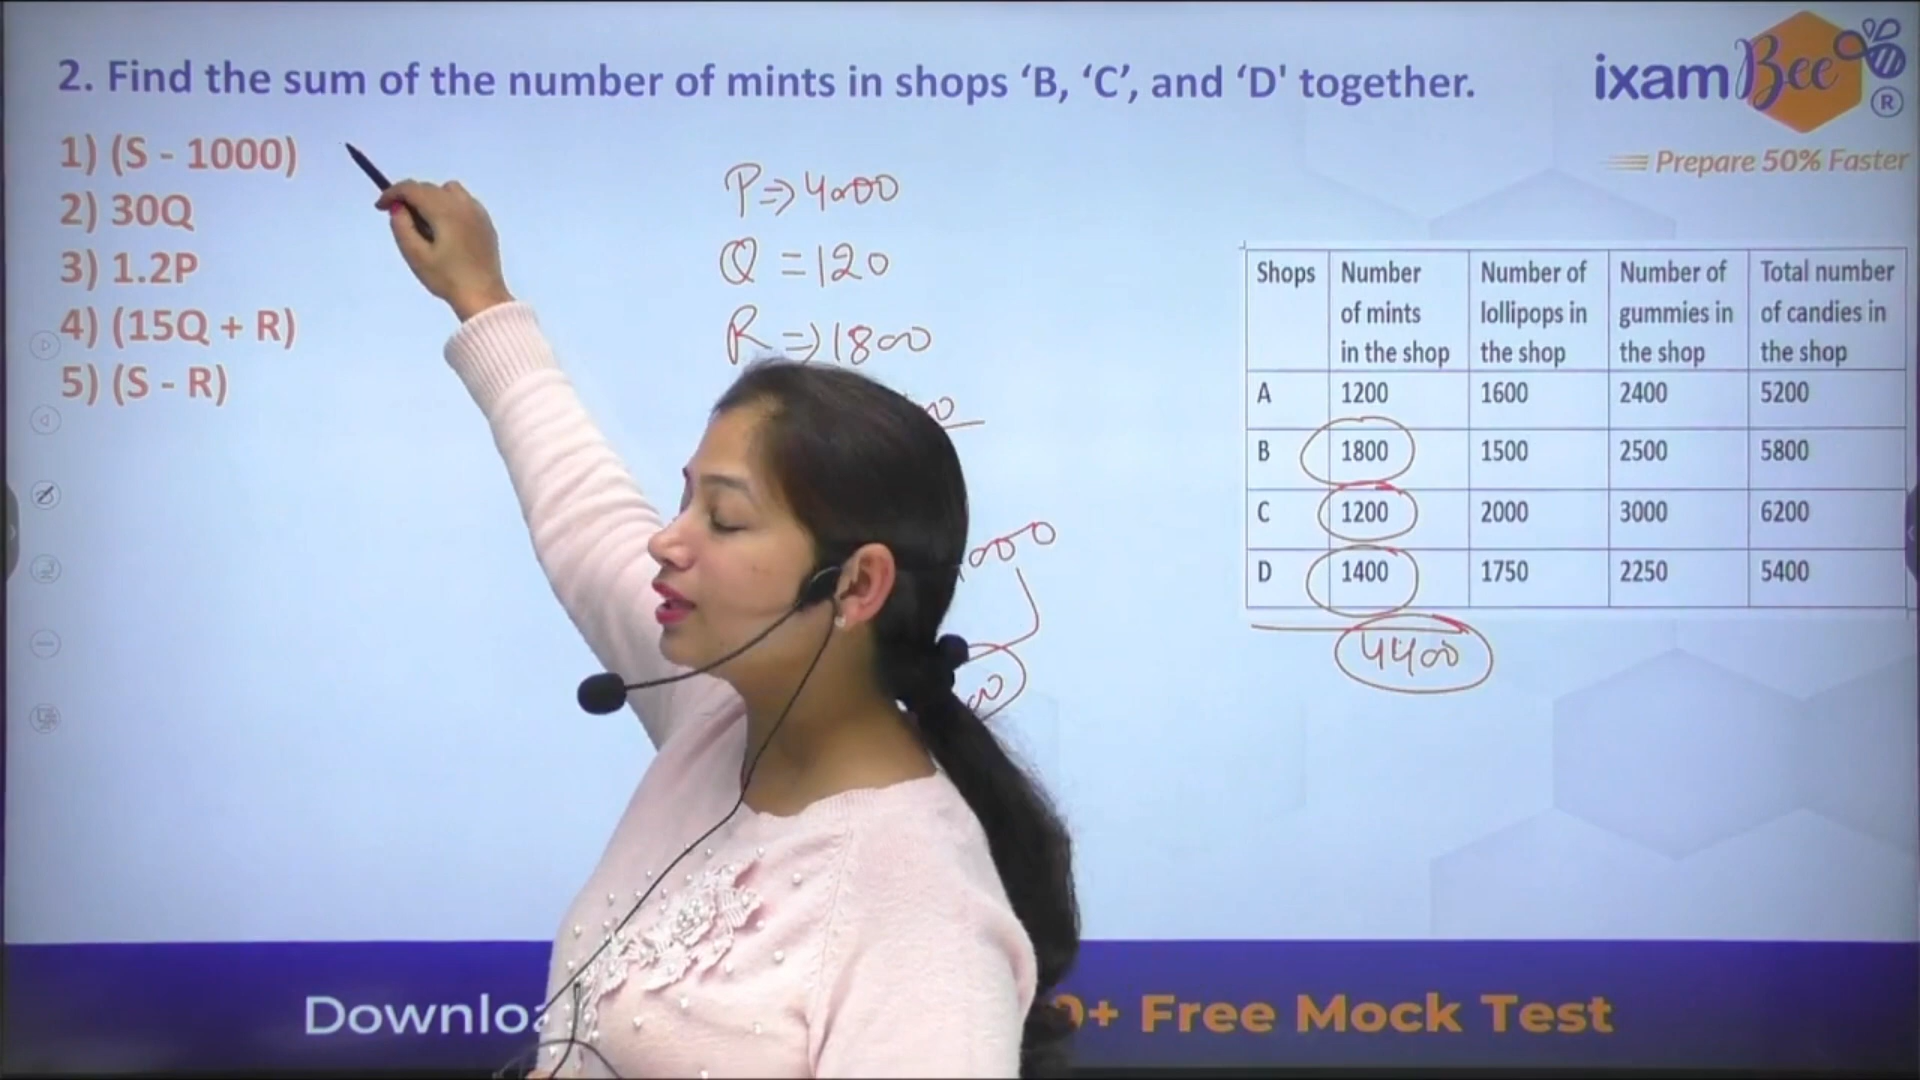 2. Find the sum of the number of mints in shops ‘B, ‘C’, and ‘D' together.
1) (S - 1000)
2) 30Q
3) 1.2P
4) (15Q + R)
5) (S - R)
P=>4000
Q = 120
R =>1800
ixamBee
®
Prepare 50% Faster
Shops Number of mints in the shop Number of lollipops in the shop Number of gummies in the shop Total number of candies in the shop
A 1200 1600 2400 5200
B 1800 1500 2500 5800
C 1200 2000 3000 6200
D 1400 1750 2250 5400
4400
+ Free Mock Test